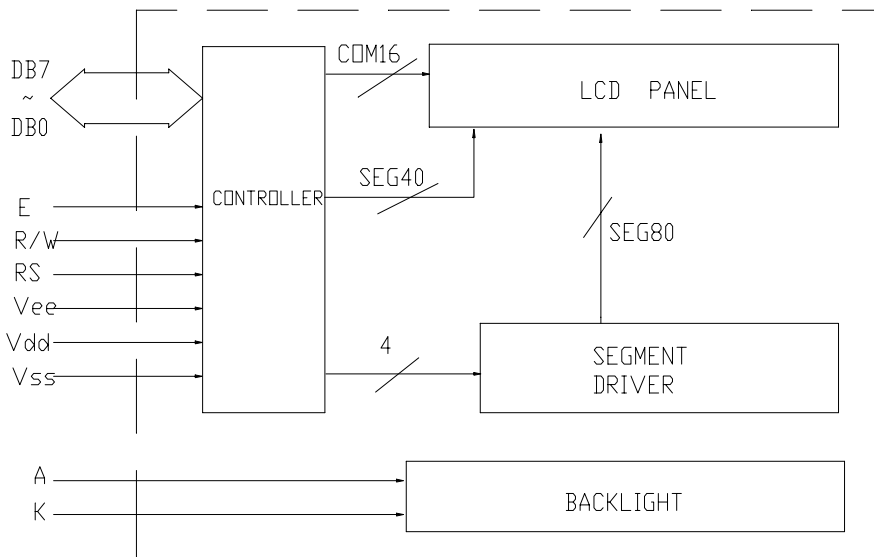 COM16
DB7
~
DB0
LCD PANEL
SEG40
CONTROLLER
E
R/W
SEG80
RS
Vee
Vdd
4
SEGMENT
DRIVER
Vss
A
BACKLIGHT
K